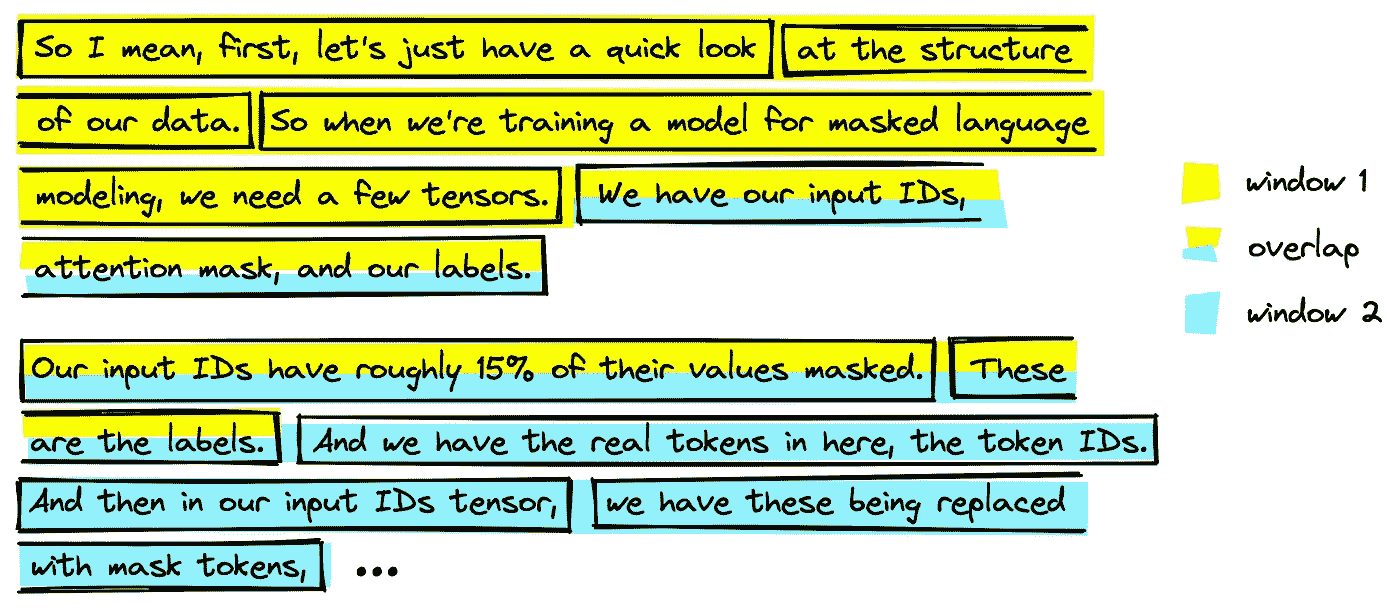 So I mean, first, let's just have a quick look at the structure
of our data. So when we're training a model for masked language
modeling, we need a few tensors. We have our input IDs,
attention mask, and our labels.
Our input IDs have roughly 15% of their values masked. These
are the labels. And we have the real tokens in here, the token IDs.
And then in our input IDs tensor, we have these being replaced
with mask tokens, ...
window 1
overlap
window 2